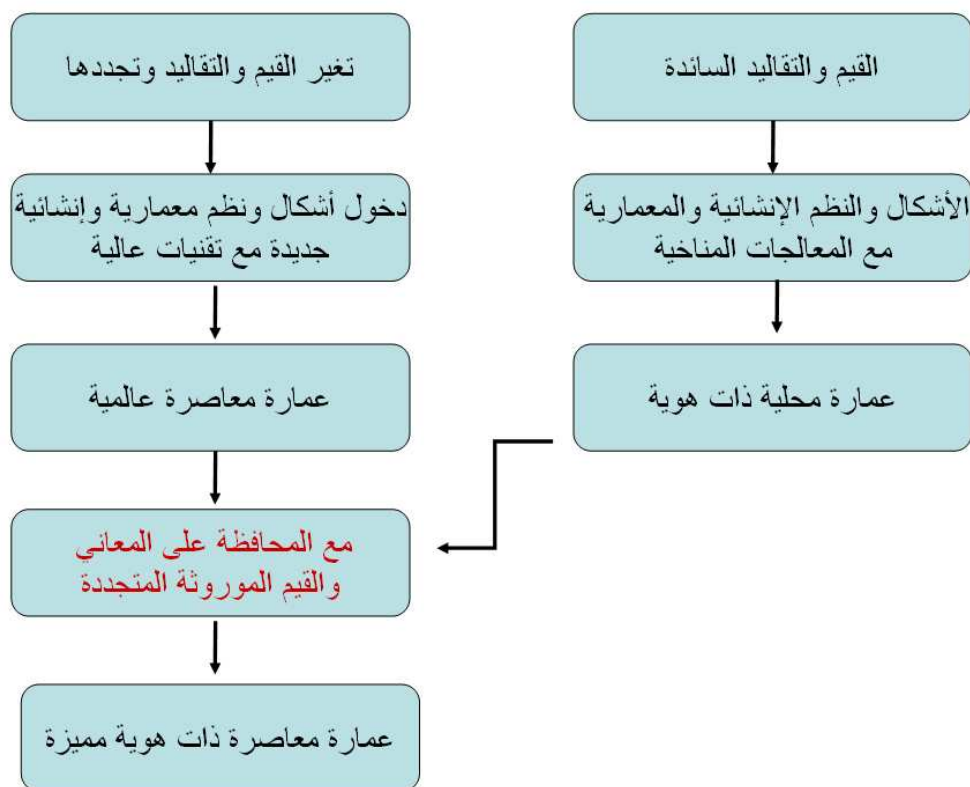 القيم والتقاليد السائدة
الأشكال والنظم الإنشائية والمعمارية
مع المعالجات المناخية
عمارة محلية ذات هوية
تغير القيم والتقاليد وتجددها
دخول أشكال ونظم معمارية وإنشائية
جديدة مع تقنيات عالية
عمارة معاصرة عالمية
مع المحافظة على المعاني
والقيم الموروثة المتجددة
عمارة معاصرة ذات هوية مميزة